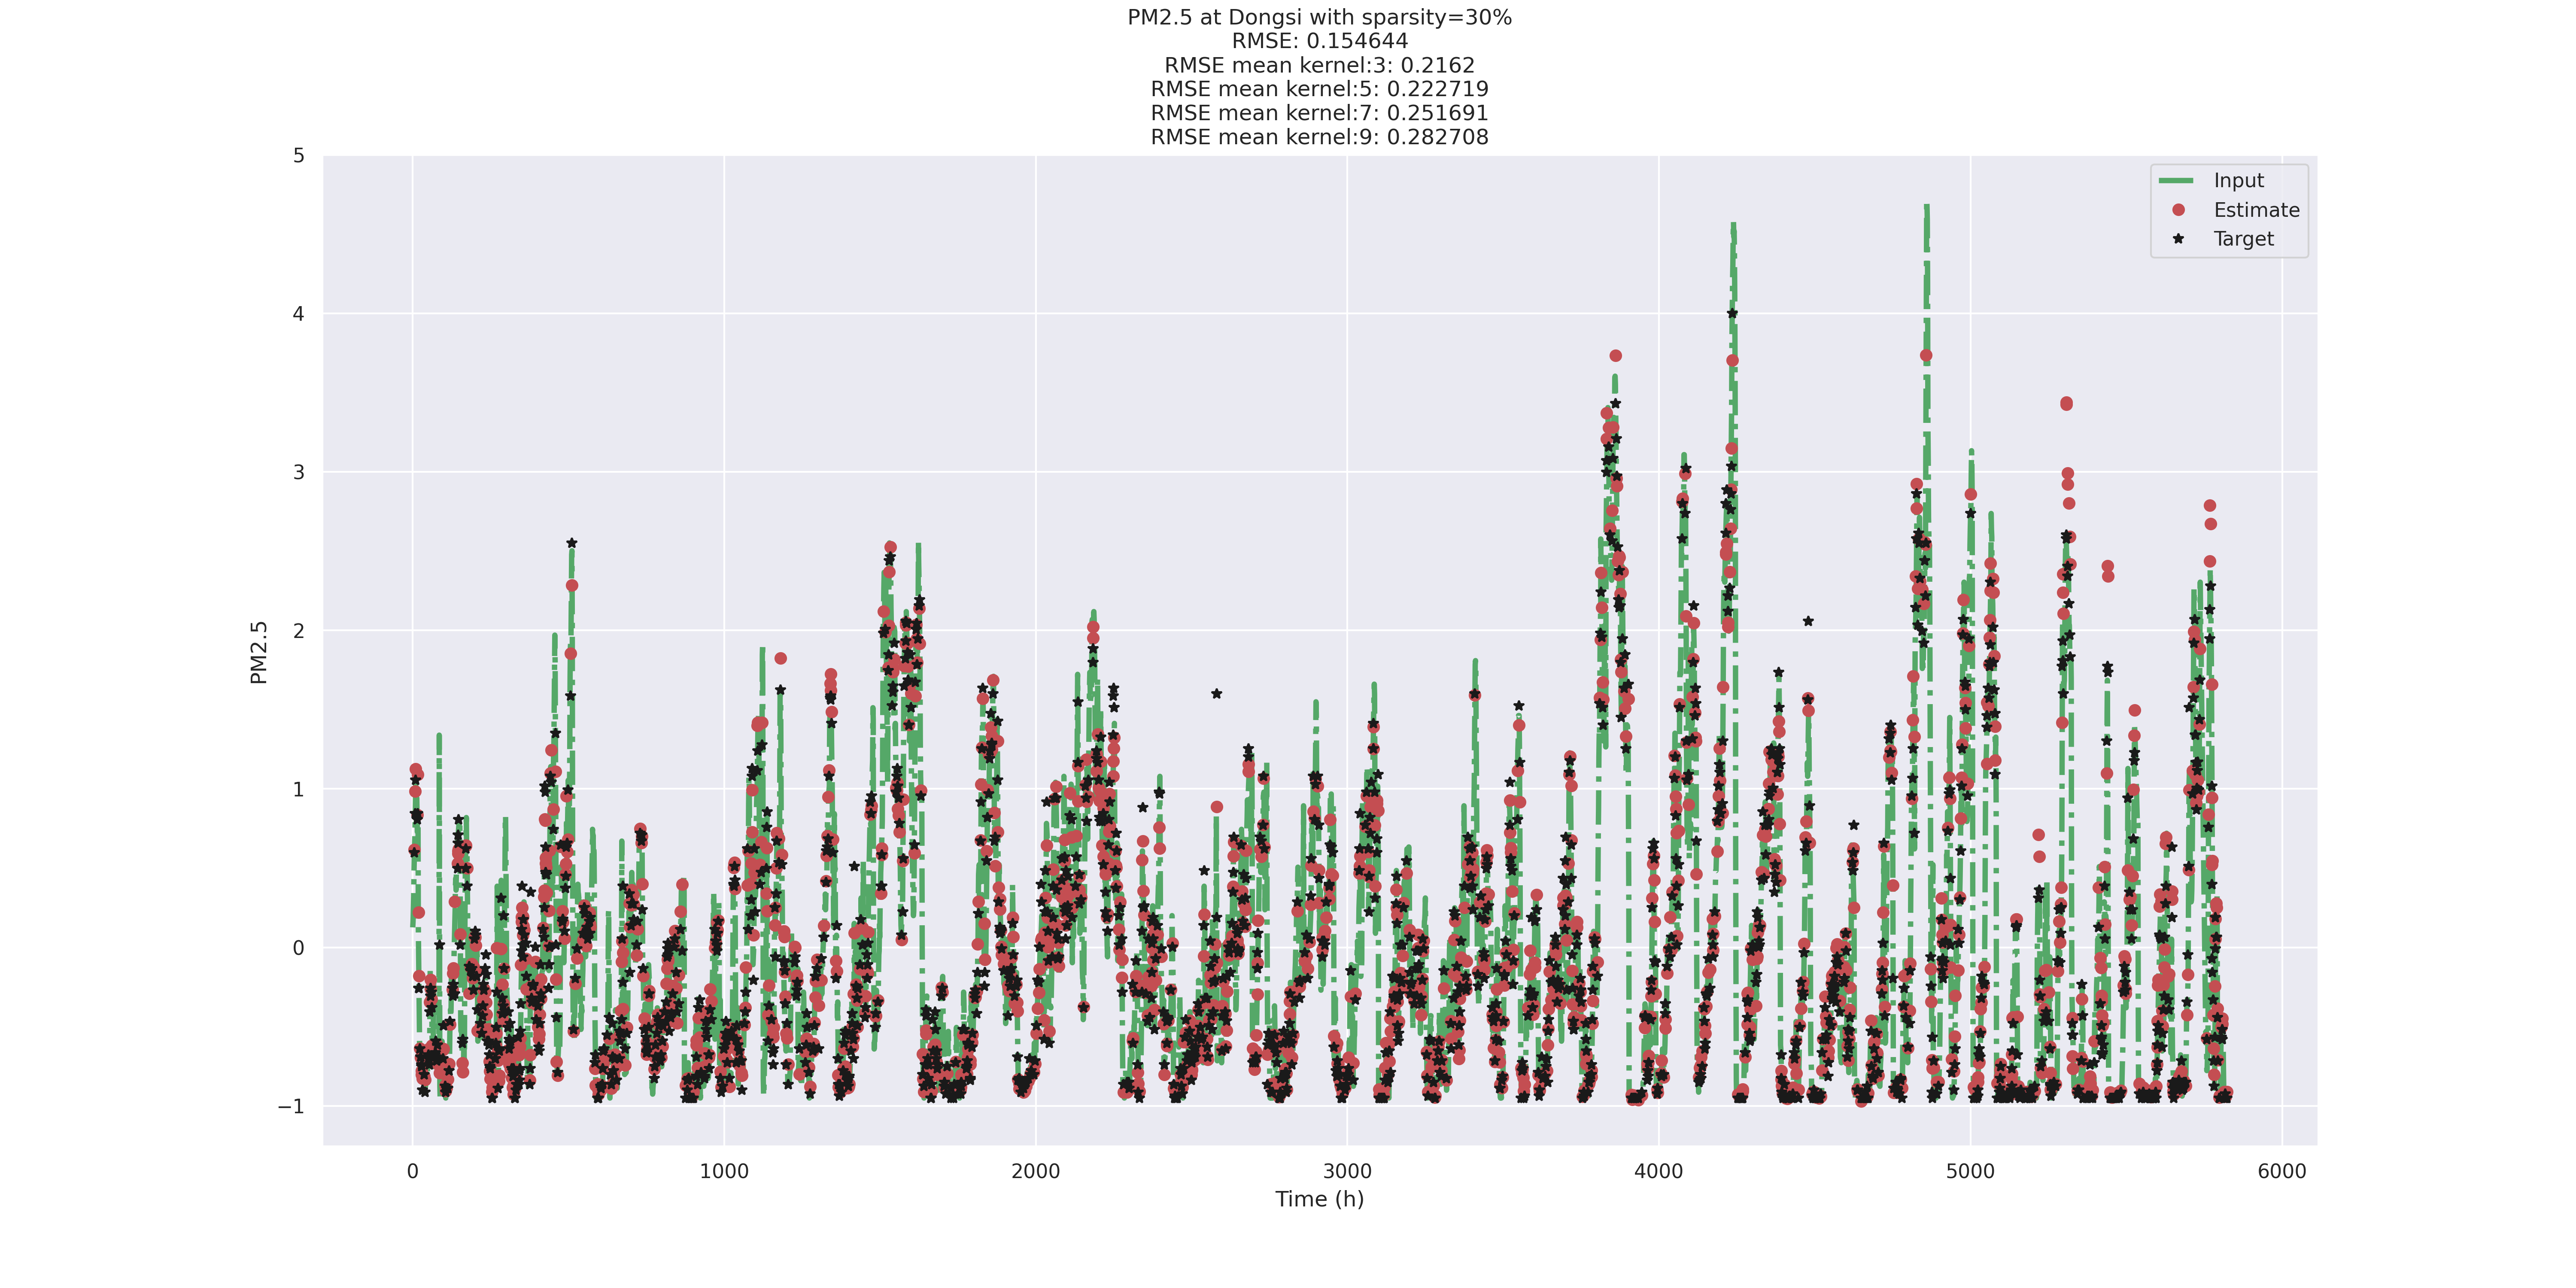 PM2.5 at Dongsi with sparsity=30%
RMSE: 0.154644
RMSE mean kernel:3: 0.2162
RMSE mean kernel:5: 0.222719
RMSE mean kernel:7: 0.251691
RMSE mean kernel:9: 0.282708
Input
Estimate
Target
5
4
3
2
1
0
−1
PM2.5
0 1000 2000 3000 4000 5000 6000
Time (h)